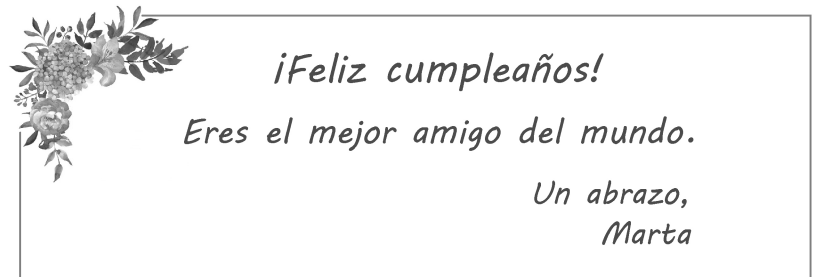 ¡Feliz cumpleaños!
Eres el mejor amigo del mundo.
Un abrazo,
Marta